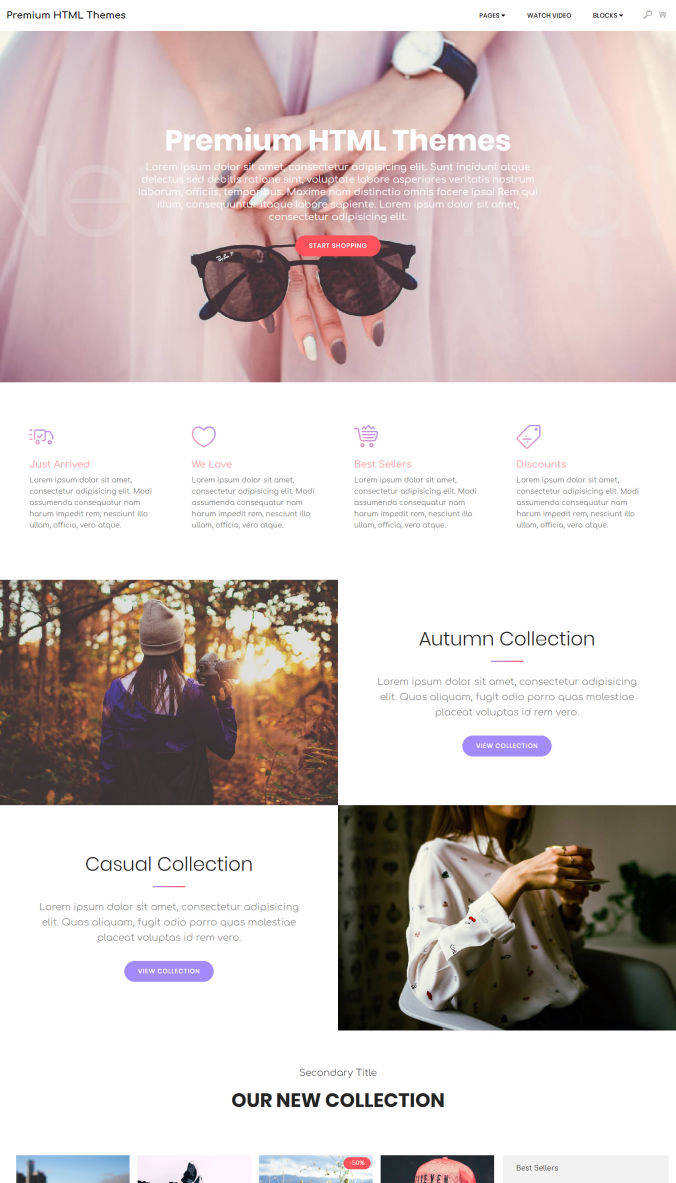 Premium HTML Themes
PAGES
WATCH VIDEO
BLOCKS
Premium HTML Themes
Lorem ipsum dolor sit amet, consectetur adipisicing elit. Sunt incidunt atque
delectus sed debitis ratione sint, voluptate labore asperiores veritatis nostrum
laborum, officiis, temporibus. Maxime nam distinctio omnis facere ipsa! Rem qui
illum, consequuntur itaque labore sapiente. Lorem ipsum dolor sit amet,
consectetur adipisicing elit.
START SHOPPING
Ray-Ban
Just Arrived
Lorem ipsum dolor sit amet,
consectetur adipisicing elit. Modi
assumenda consequatur nam
harum impedit rem, nesciunt illo
ullam, officia, vero atque.
We Love
Lorem ipsum dolor sit amet,
consectetur adipisicing elit. Modi
assumenda consequatur nam
harum impedit rem, nesciunt illo
ullam, officia, vero atque.
Best Sellers
Lorem ipsum dolor sit amet,
consectetur adipisicing elit. Modi
assumenda consequatur nam
harum impedit rem, nesciunt illo
ullam, officia, vero atque.
Discounts
Lorem ipsum dolor sit amet,
consectetur adipisicing elit. Modi
assumenda consequatur nam
harum impedit rem, nesciunt illo
ullam, officia, vero atque.
Autumn Collection
Lorem ipsum dolor sit amet, consectetur adipisicing
elit. Quos aliquam, fugit odio porro quas molestiae
placeat voluptas id rem vero.
VIEW COLLECTION
Casual Collection
Lorem ipsum dolor sit amet, consectetur adipisicing
elit. Quos aliquam, fugit odio porro quas molestiae
placeat voluptas id rem vero.
VIEW COLLECTION
Secondary Title
OUR NEW COLLECTION
-50%
Best Sellers